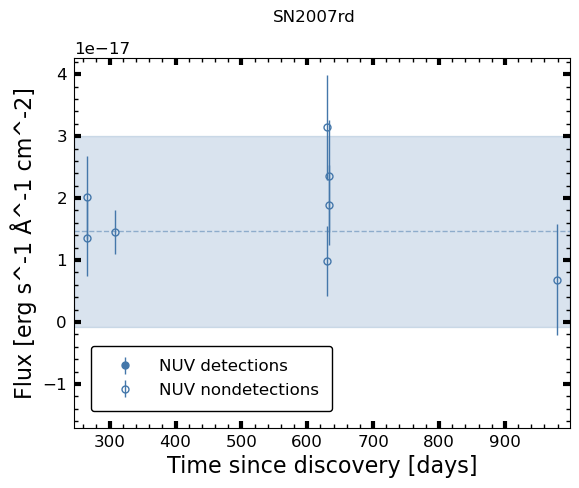 SN2007rd
1e−17
4
3
2
1
0
−1
Flux [erg s^-1 Å^-1 cm^-2]
NUV detections
NUV nondetections
300 400 500 600 700 800 900
Time since discovery [days]